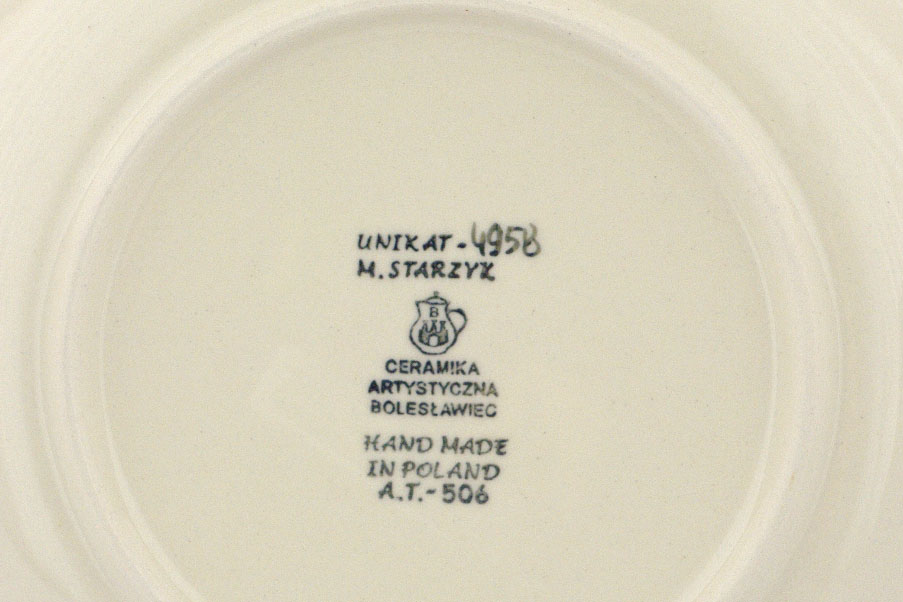 UNIKAT - 4958
M. STARZYK
B
CERAMIKA
ARTYSTYCZNA
BOLESŁAWIEC
HAND MADE
IN POLAND
A.T.-506